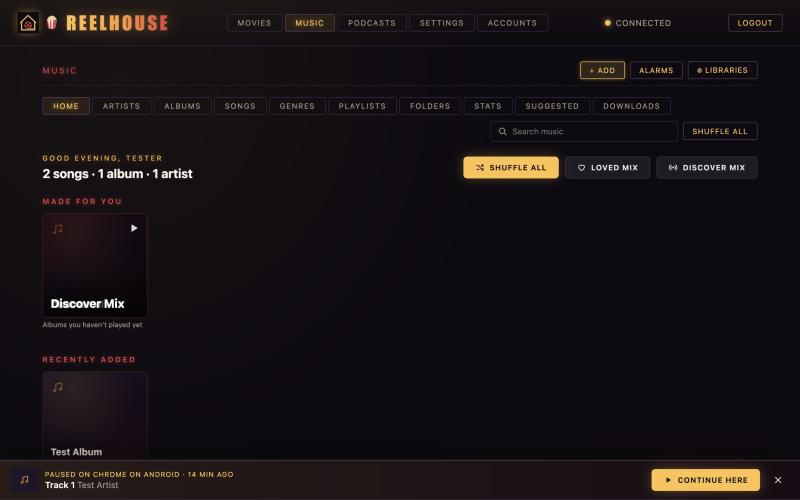 REELHOUSE
MOVIES MUSIC PODCASTS SETTINGS ACCOUNTS
CONNECTED
LOGOUT
MUSIC
+ ADD ALARMS LIBRARIES
HOME ARTISTS ALBUMS SONGS GENRES PLAYLISTS FOLDERS STATS SUGGESTED DOWNLOADS
Search music
SHUFFLE ALL
GOOD EVENING, TESTER
2 songs · 1 album · 1 artist
SHUFFLE ALL LOVED MIX DISCOVER MIX
MADE FOR YOU
Discover Mix
Albums you haven't played yet
RECENTLY ADDED
Test Album
PAUSED ON CHROME ON ANDROID · 14 MIN AGO
Track 1 Test Artist
CONTINUE HERE